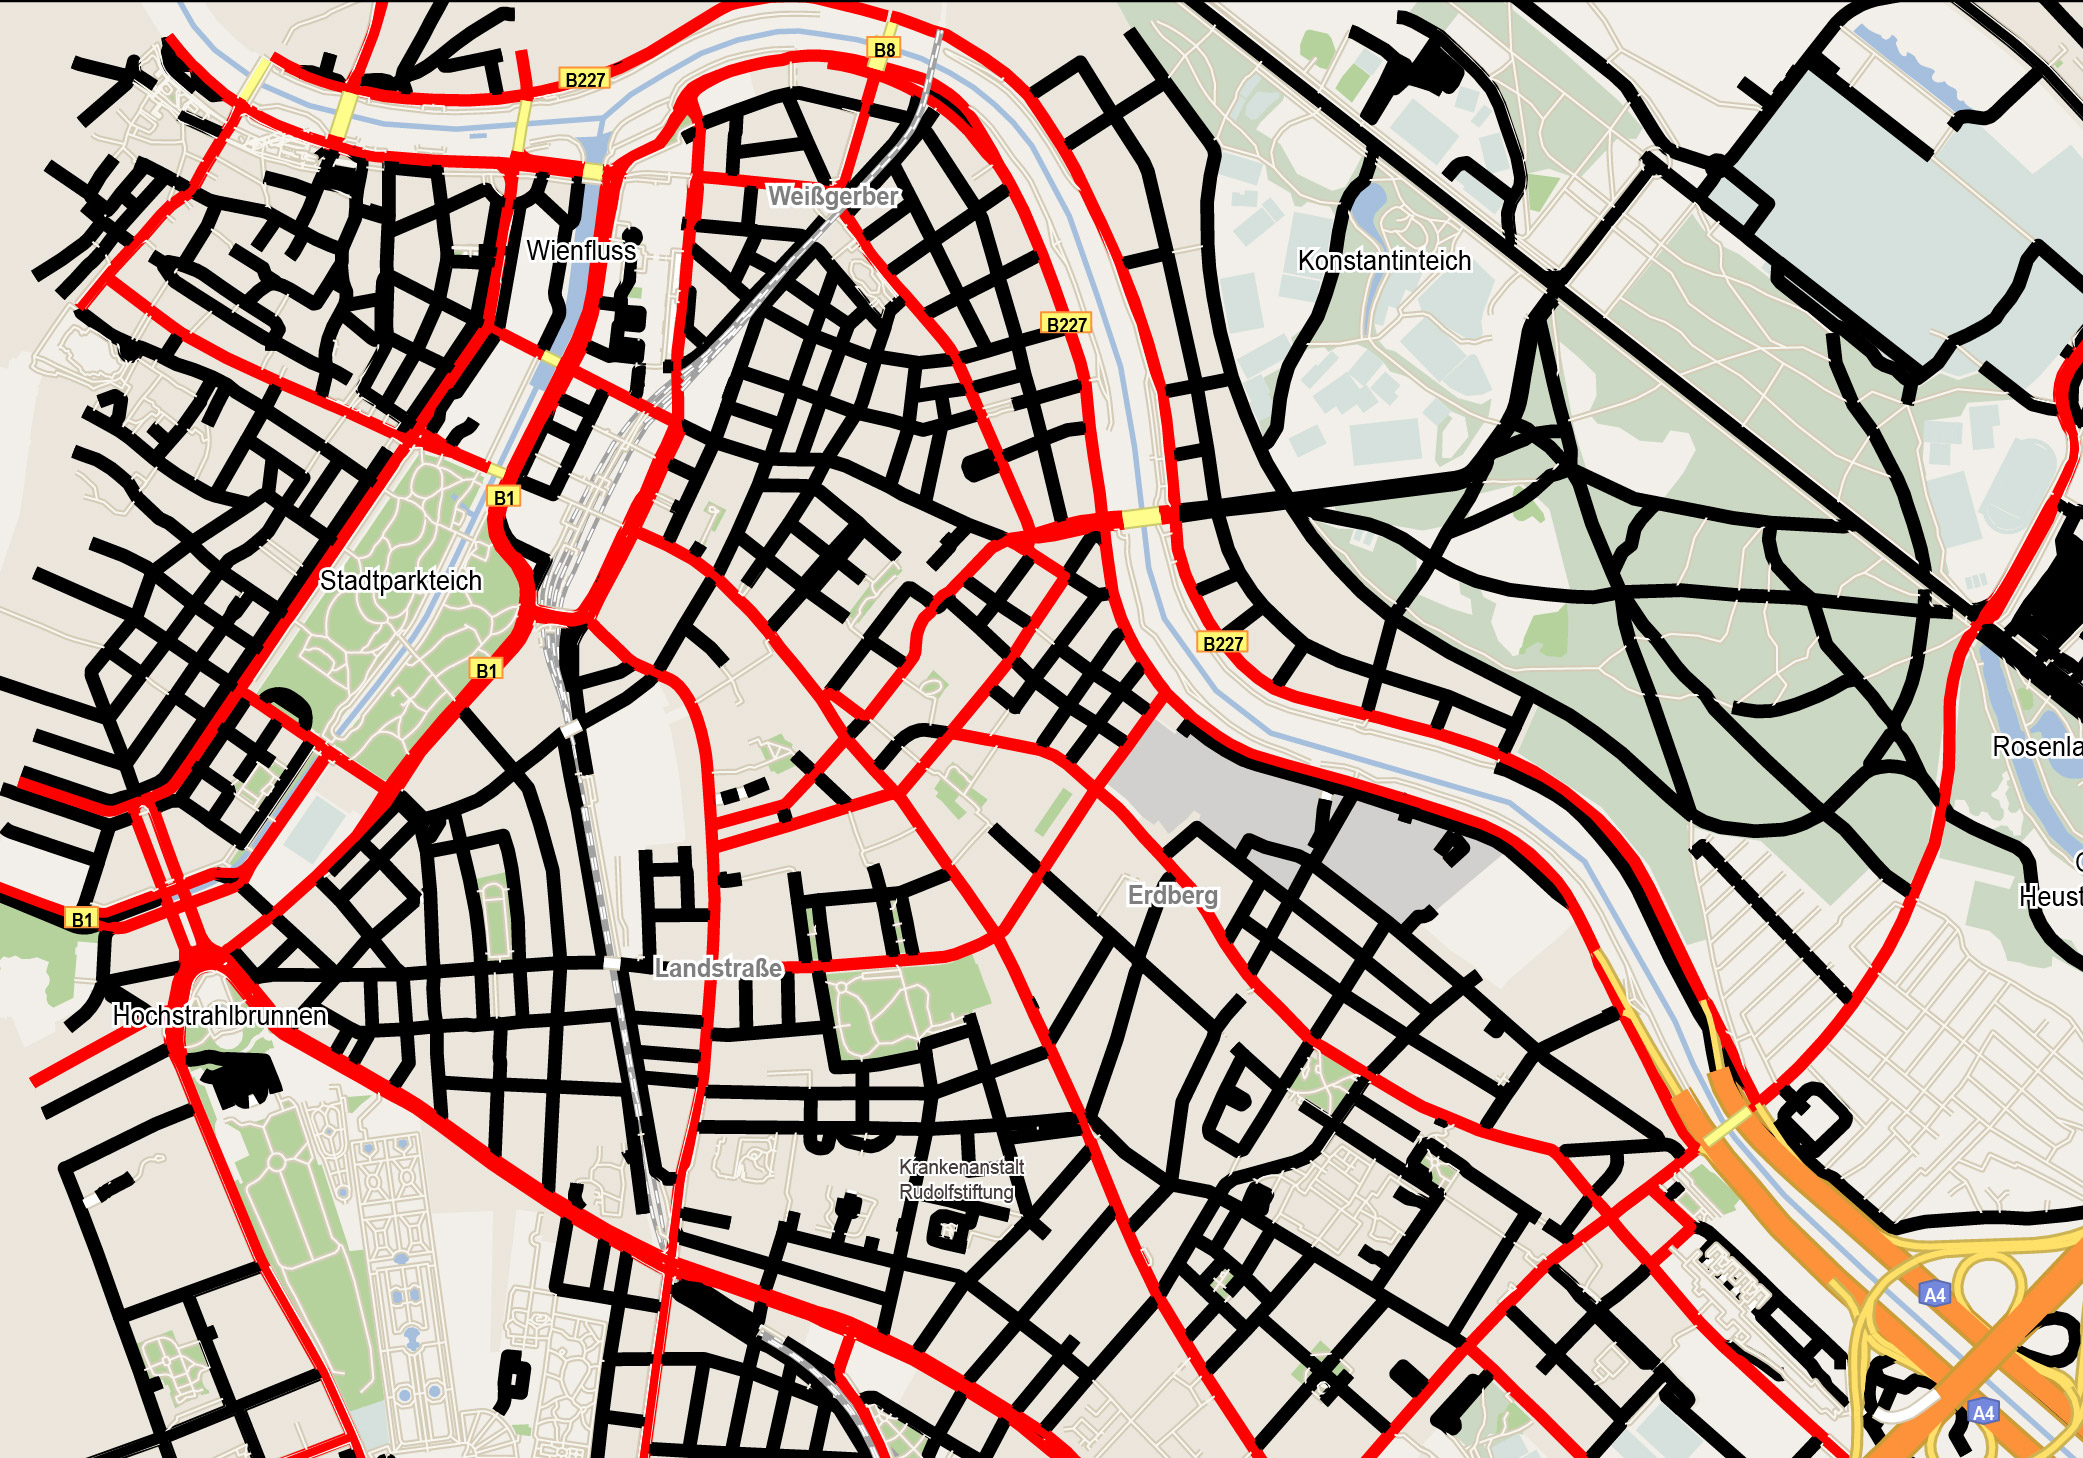 B8
B227
Weißgerber
Wienfluss
Konstantinteich
B227
B1
Stadtparkteich
B227
B1
Rosenla
Erdberg
Heust
B1
Landstraße
Hochstrahlbrunnen
Krankenanstalt
Rudolfstiftung
A4
A4